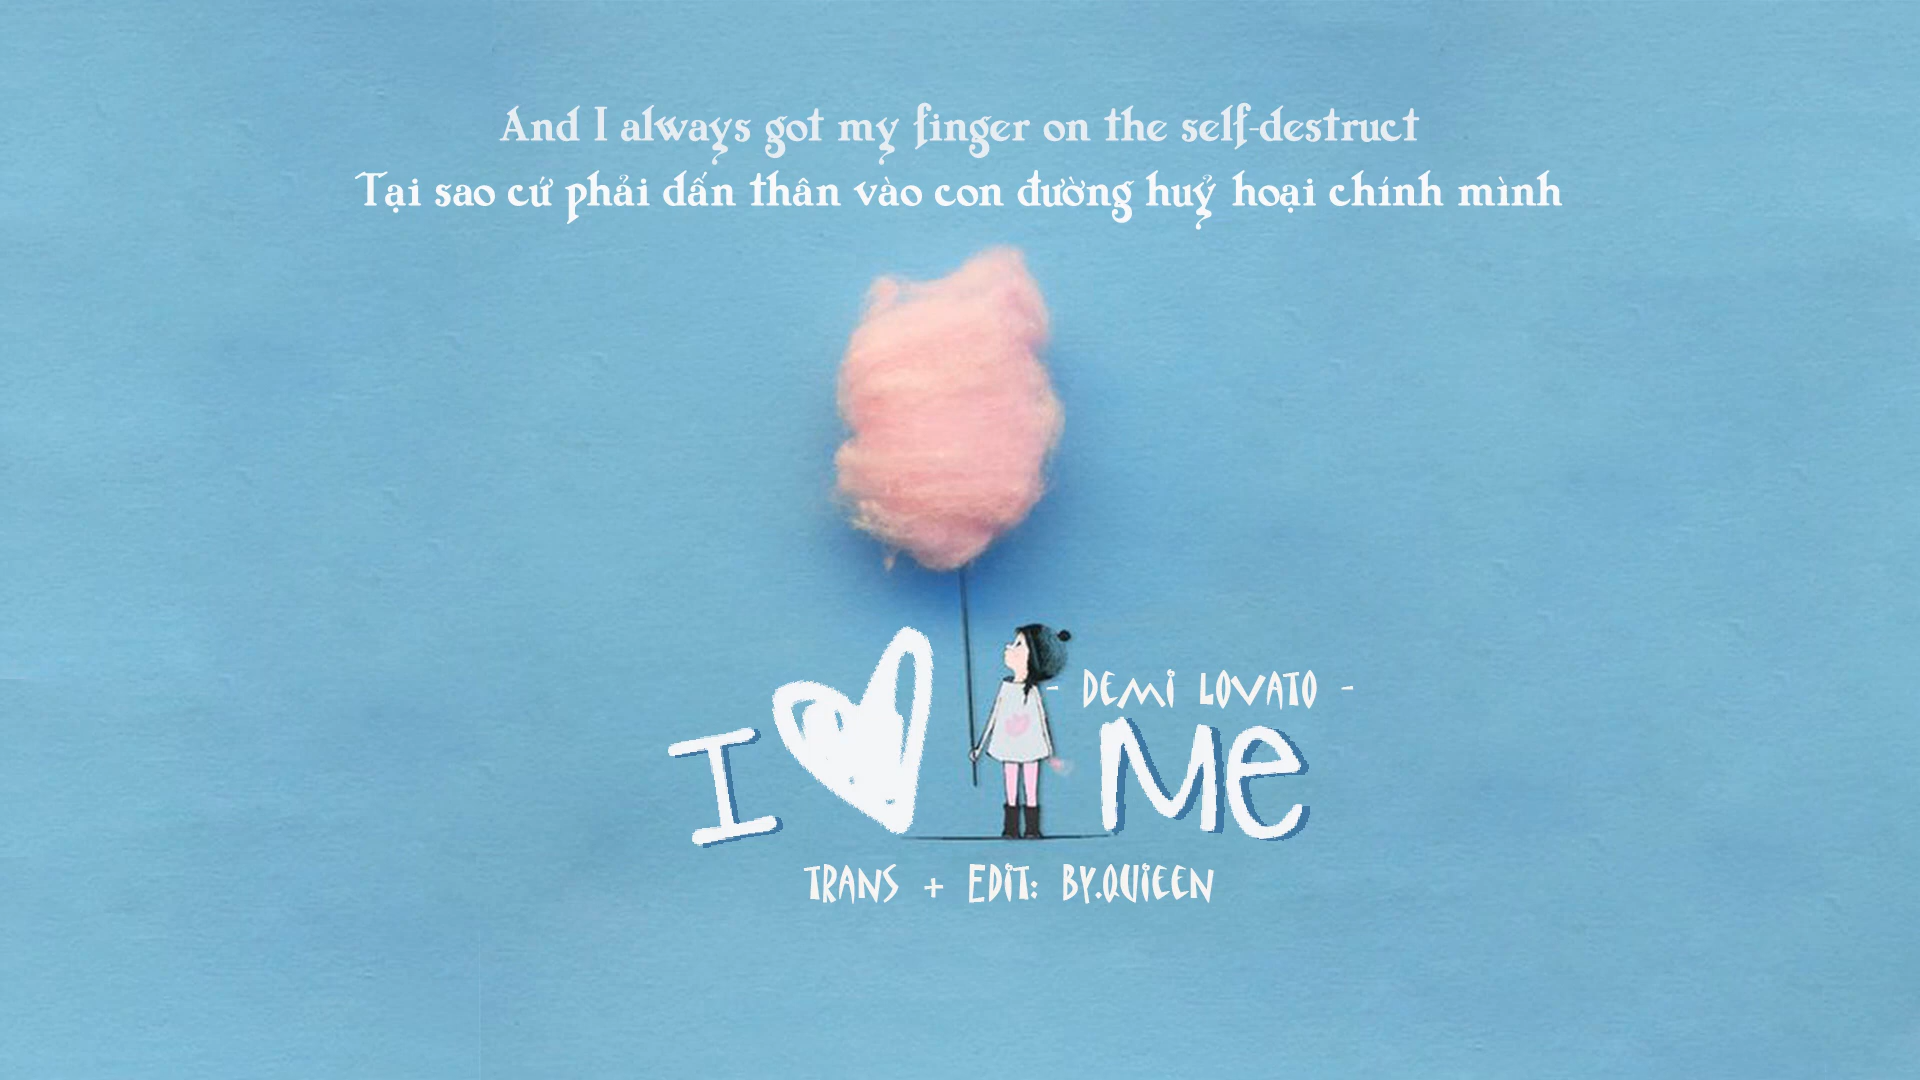 And I always got my finger on the self-destruct
Tại sao cứ phải dấn thân vào con đường huỷ hoại chính mình
- DEMI LOVATO -
I Me
TRANS + EDIT: BY.QUIEEN